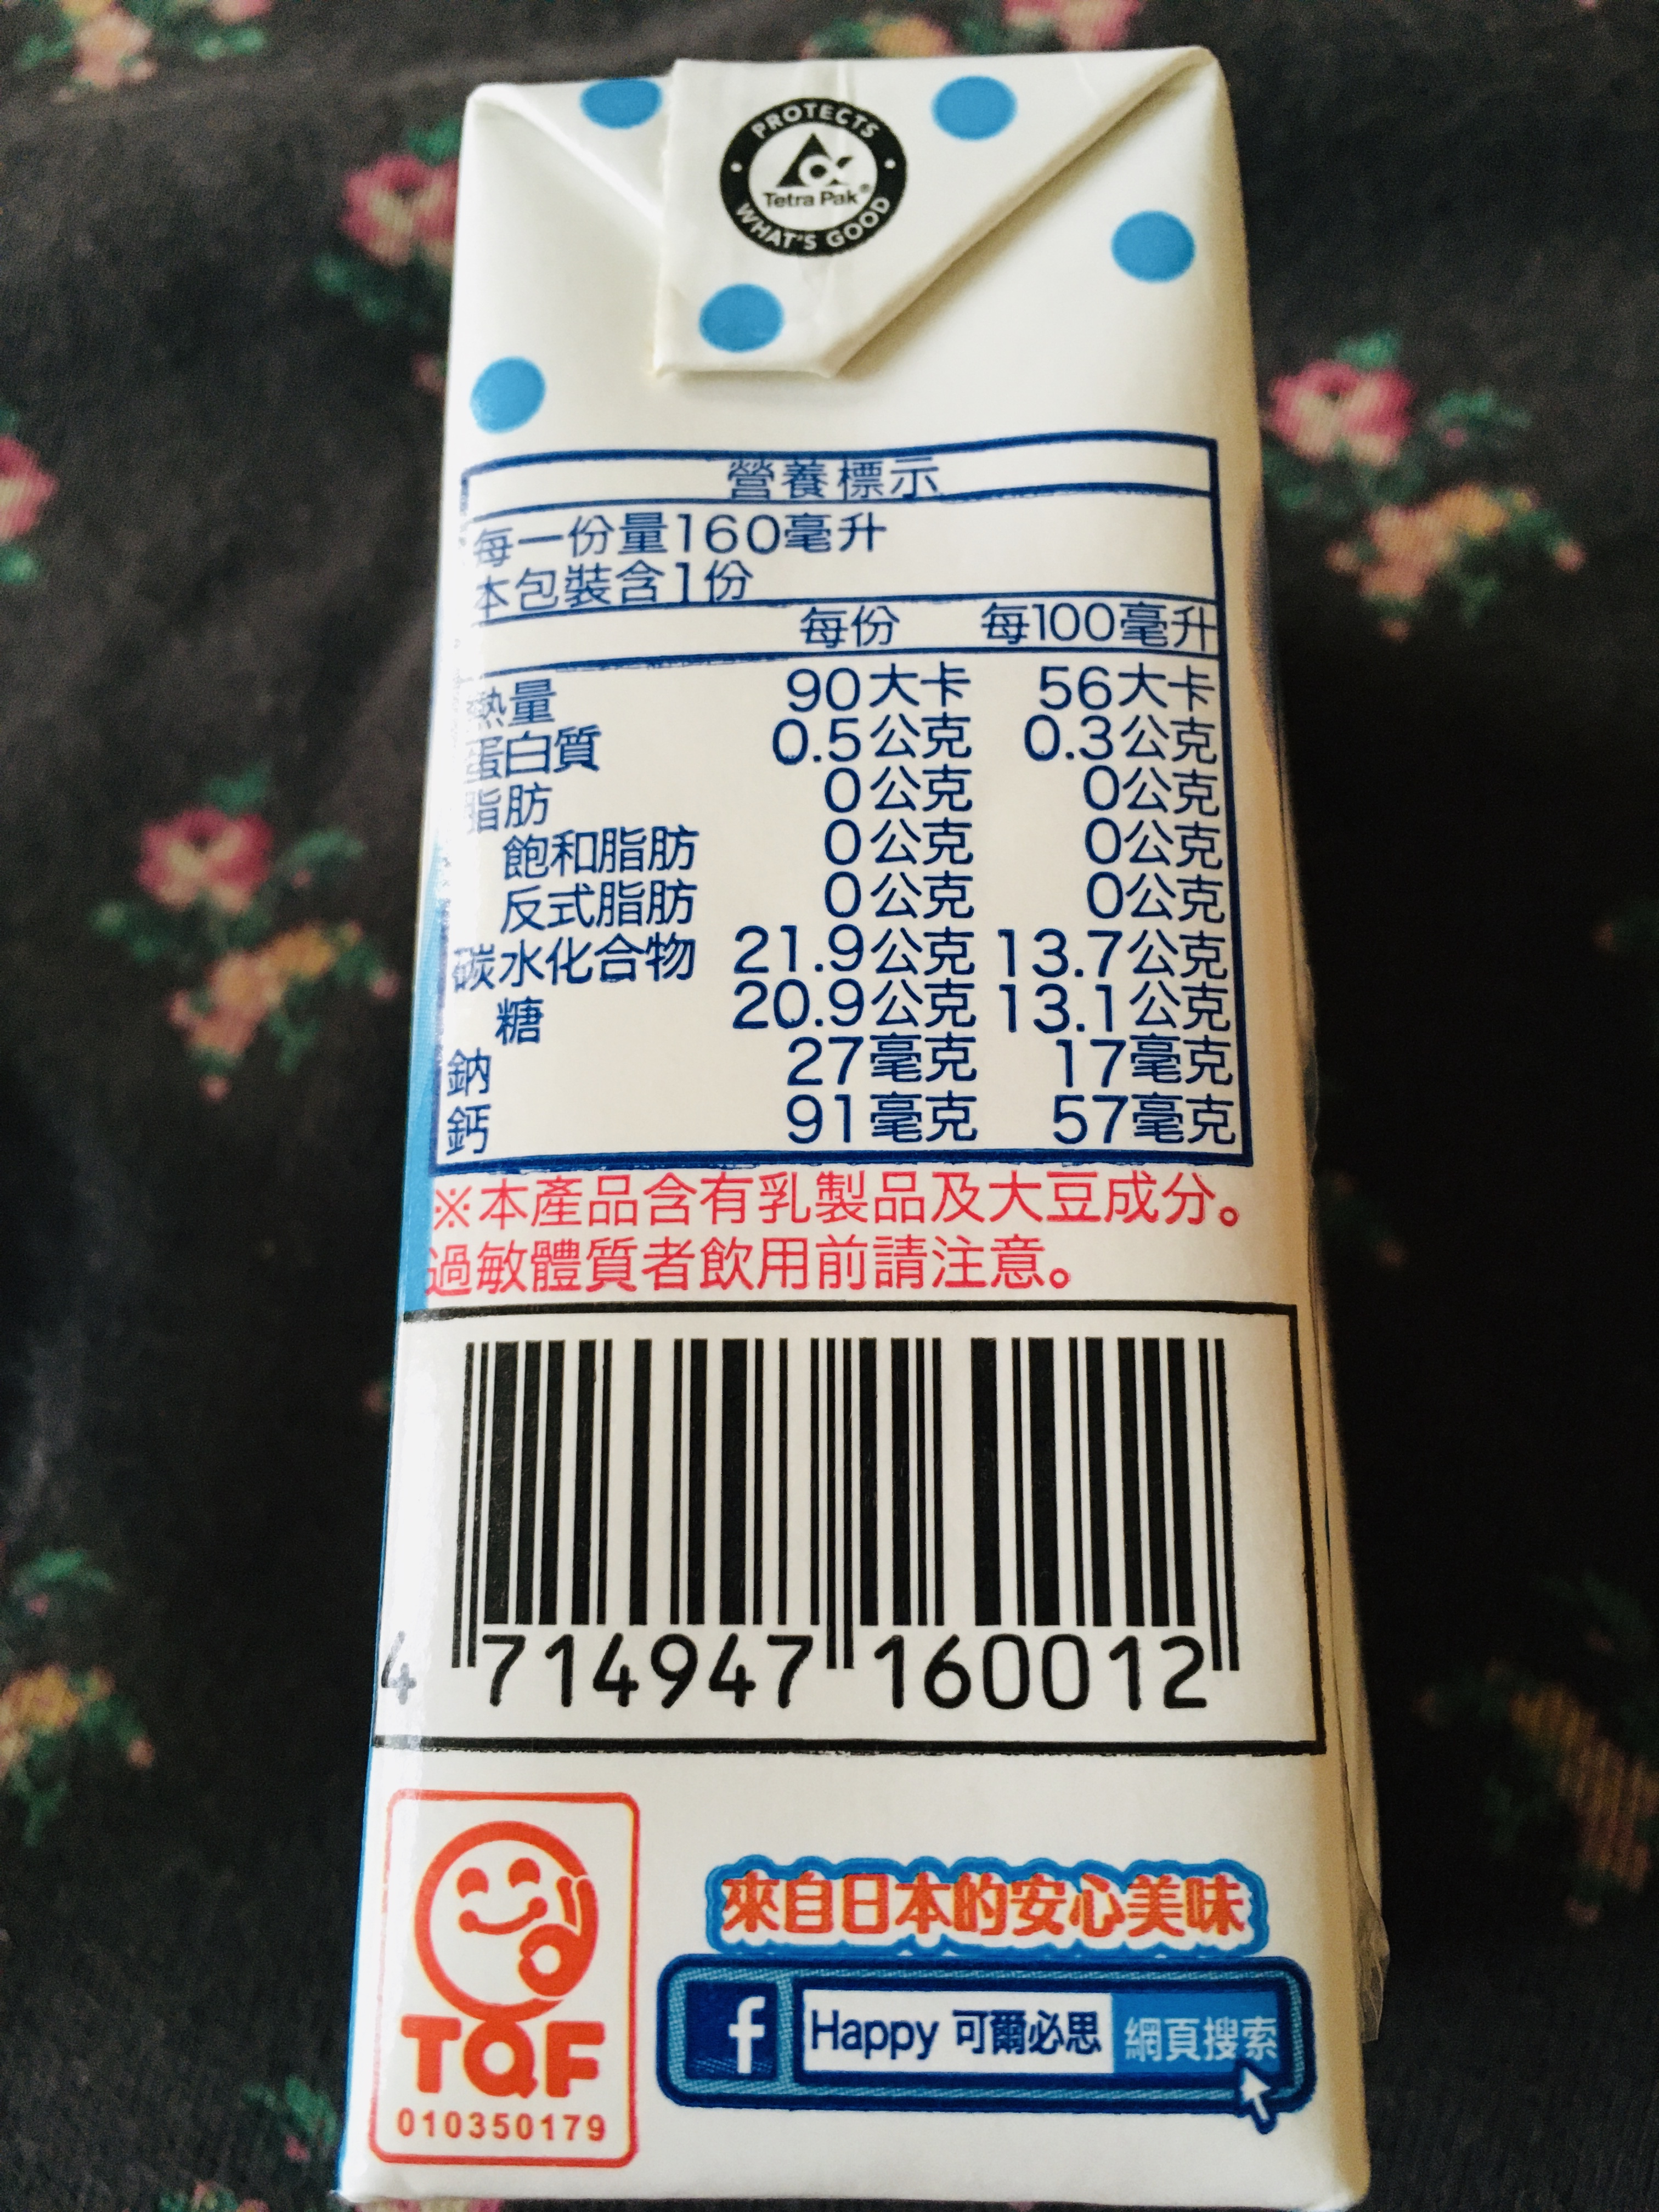 PROTECTS
Tetra Pak®
WHAT'S GOOD
營養標示
每一份量160毫升
本包裝含1份
每份 每100毫升
熱量 90大卡 56大卡
蛋白質 0.5公克 0.3公克
脂肪 0公克 0公克
飽和脂肪 0公克 0公克
反式脂肪 0公克 0公克
碳水化合物 21.9公克 13.7公克
糖 20.9公克 13.1公克
鈉 27毫克 17毫克
鈣 91毫克 57毫克
※本產品含有乳製品及大豆成分。
過敏體質者飲用前請注意。
4 714947 160012
來自日本的安心美味
f Happy 可爾必思 網頁搜索
TQF
010350179